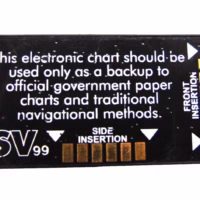 his electronic chart should be
used only as a backup to
official government paper
charts and traditional
navigational methods.
FRONT
INSERTION
SV99
SIDE
INSERTION